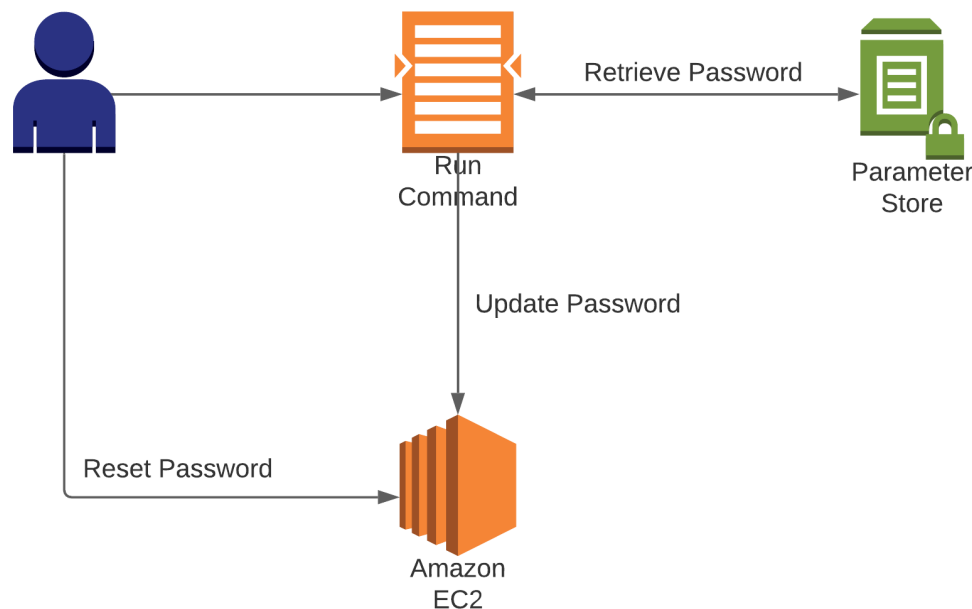 Retrieve Password
Run
Command
Parameter
Store
Update Password
Reset Password
Amazon
EC2